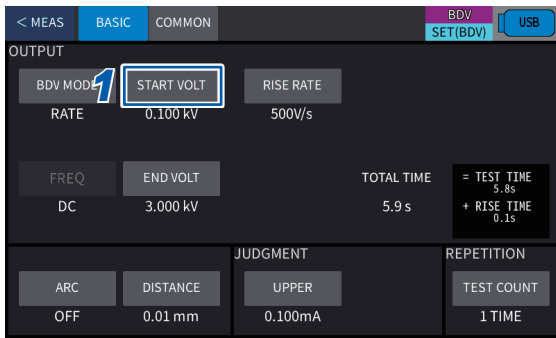 < MEAS BASIC COMMON BDV SET(BDV) USB
OUTPUT
BDV MODE 1 START VOLT RISE RATE
RATE 0.100 kV 500V/s
FREQ END VOLT TOTAL TIME = TEST TIME
5.8s
DC 3.000 kV 5.9 s + RISE TIME
0.1s
JUDGMENT REPETITION
ARC DISTANCE UPPER TEST COUNT
OFF 0.01 mm 0.100mA 1 TIME